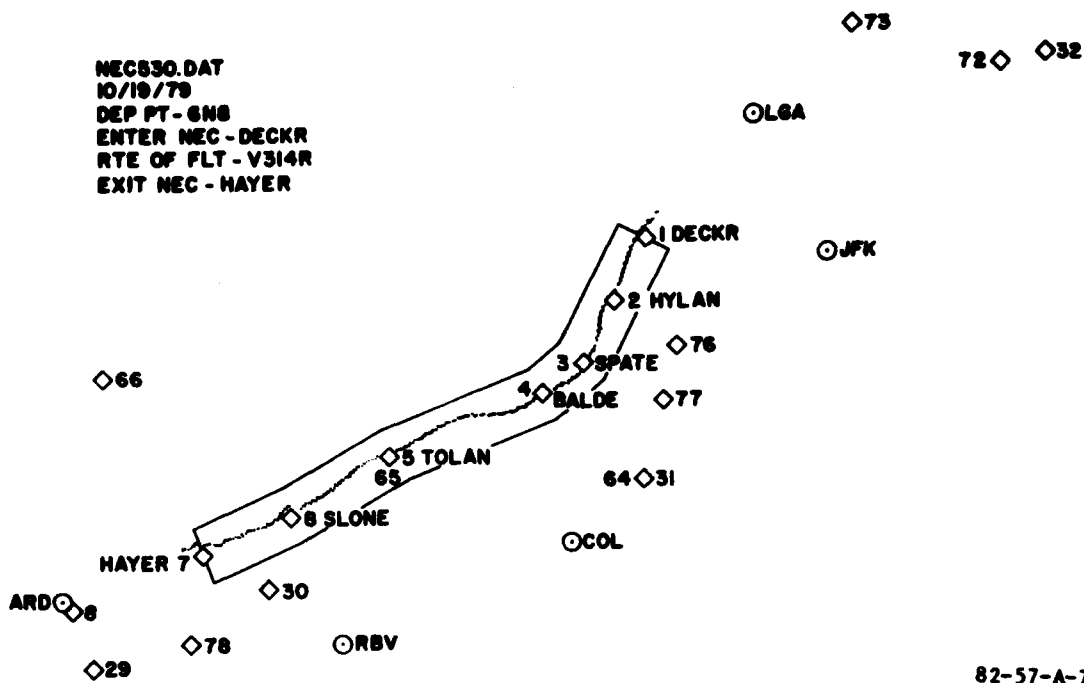 NEC530.DAT
10/19/79
DEP PT - 6N8
ENTER NEC - DECKR
RTE OF FLT - V314R
EXIT NEC - HAYER
73
72
32
LGA
1 DECKR
JFK
2 HYLAN
76
3 SPATE
66
4 BALDE
77
5 TOLAN
65
64 31
6 SLONE
COL
HAYER 7
30
ARD
8
78
RBV
29
82-57-A-